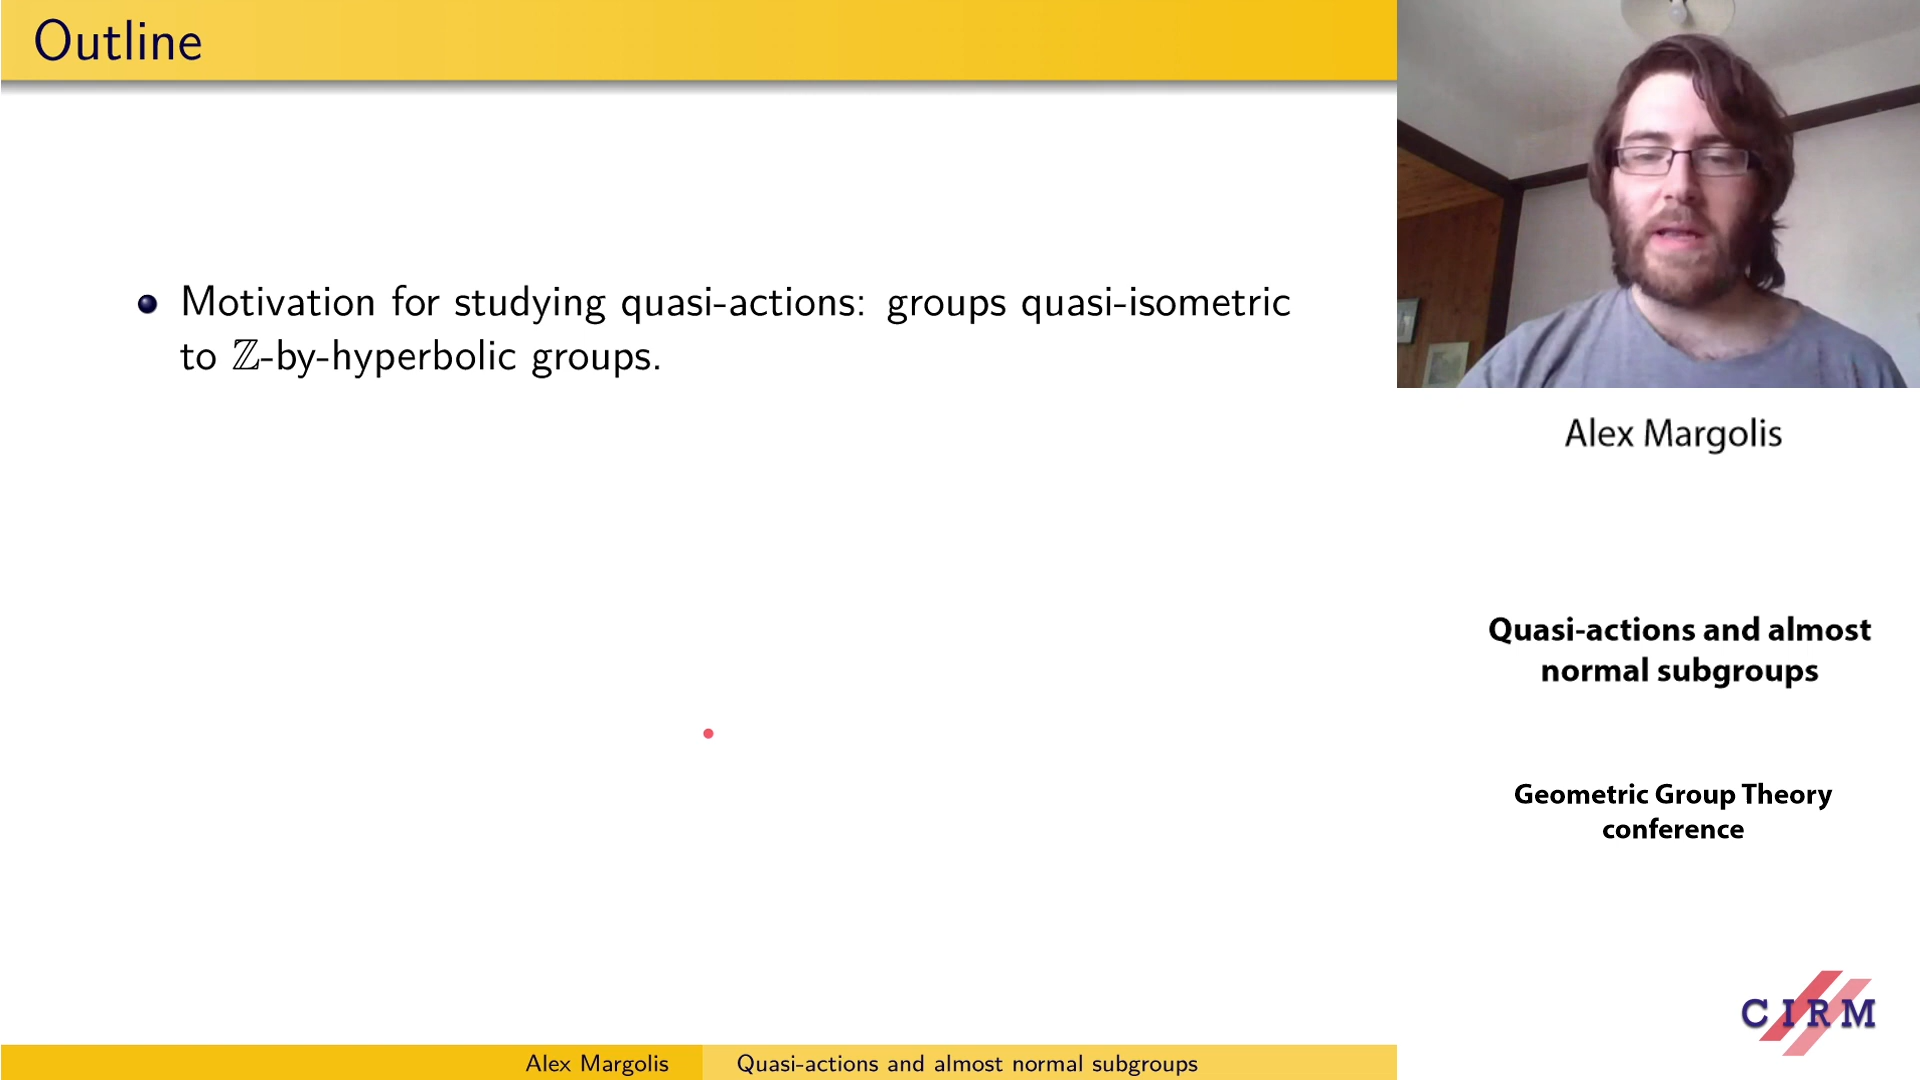 Outline
Motivation for studying quasi-actions: groups quasi-isometric
to ℤ-by-hyperbolic groups.
Alex Margolis
Quasi-actions and almost
normal subgroups
Geometric Group Theory
conference
CIRM
Alex Margolis Quasi-actions and almost normal subgroups